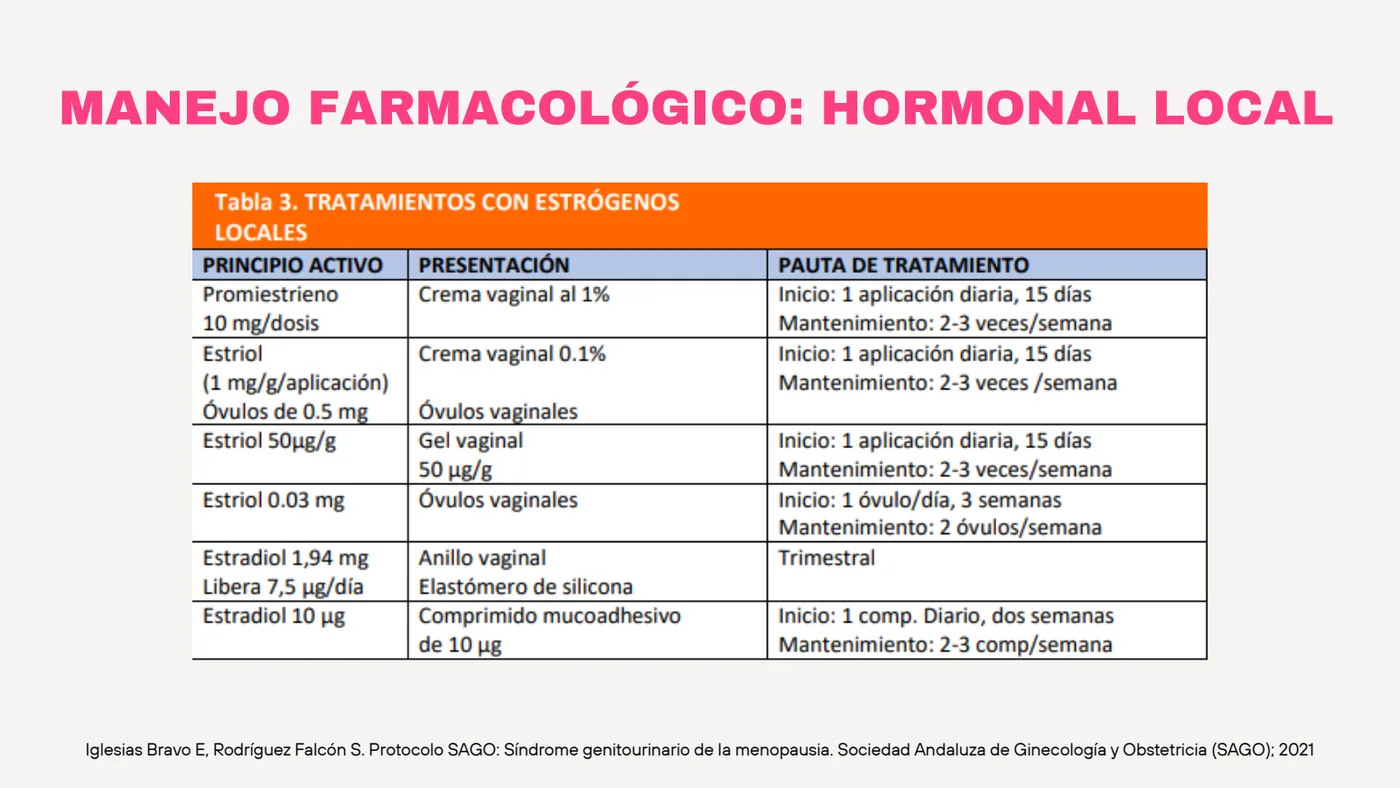 MANEJO FARMACOLÓGICO: HORMONAL LOCAL
Tabla 3. TRATAMIENTOS CON ESTRÓGENOS
LOCALES
PRINCIPIO ACTIVO PRESENTACIÓN PAUTA DE TRATAMIENTO
Promiestrieno Crema vaginal al 1% Inicio: 1 aplicación diaria, 15 días
10 mg/dosis Mantenimiento: 2-3 veces/semana
Estriol Crema vaginal 0.1% Inicio: 1 aplicación diaria, 15 días
(1 mg/g/aplicación) Mantenimiento: 2-3 veces /semana
Óvulos de 0.5 mg Óvulos vaginales
Estriol 50µg/g Gel vaginal Inicio: 1 aplicación diaria, 15 días
50 µg/g Mantenimiento: 2-3 veces/semana
Estriol 0.03 mg Óvulos vaginales Inicio: 1 óvulo/día, 3 semanas
Mantenimiento: 2 óvulos/semana
Estradiol 1,94 mg Anillo vaginal Trimestral
Libera 7,5 µg/día Elastómero de silicona
Estradiol 10 µg Comprimido mucoadhesivo Inicio: 1 comp. Diario, dos semanas
de 10 µg Mantenimiento: 2-3 comp/semana
Iglesias Bravo E, Rodríguez Falcón S. Protocolo SAGO: Síndrome genitourinario de la menopausia. Sociedad Andaluza de Ginecología y Obstetricia (SAGO); 2021